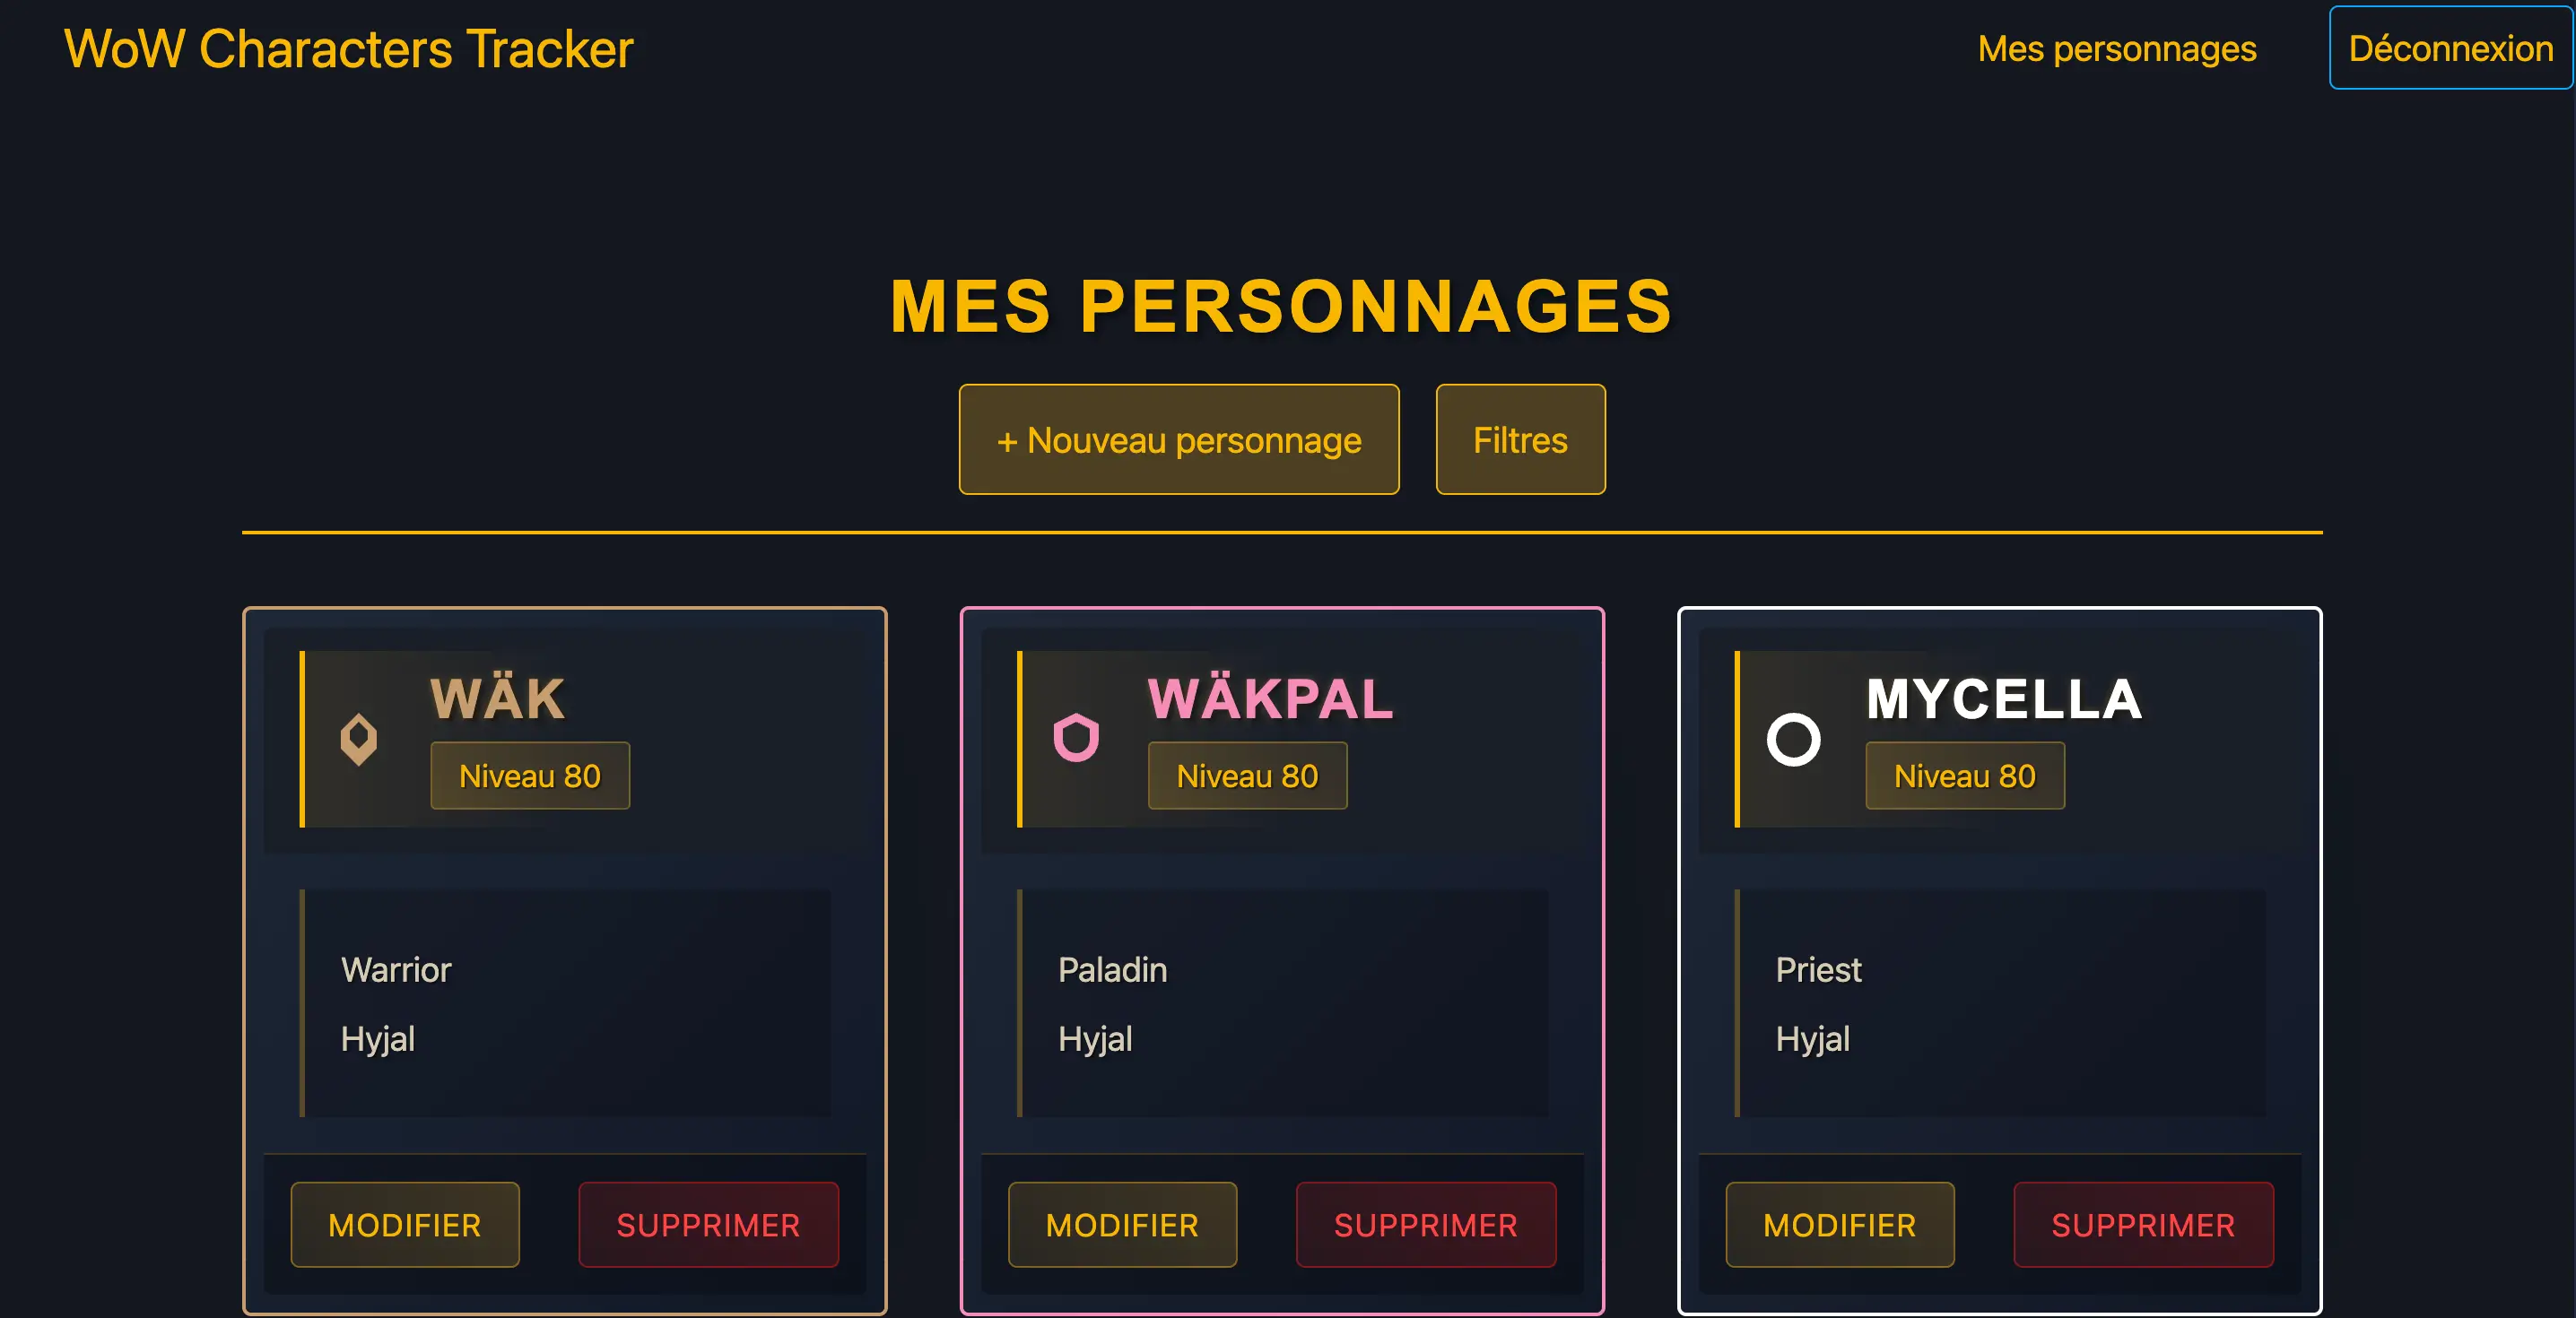 WoW Characters Tracker
Mes personnages
Déconnexion
MES PERSONNAGES
+ Nouveau personnage
Filtres
WÄK
Niveau 80
Warrior
Hyjal
MODIFIER
SUPPRIMER
WÄKPAL
Niveau 80
Paladin
Hyjal
MODIFIER
SUPPRIMER
MYCELLA
Niveau 80
Priest
Hyjal
MODIFIER
SUPPRIMER